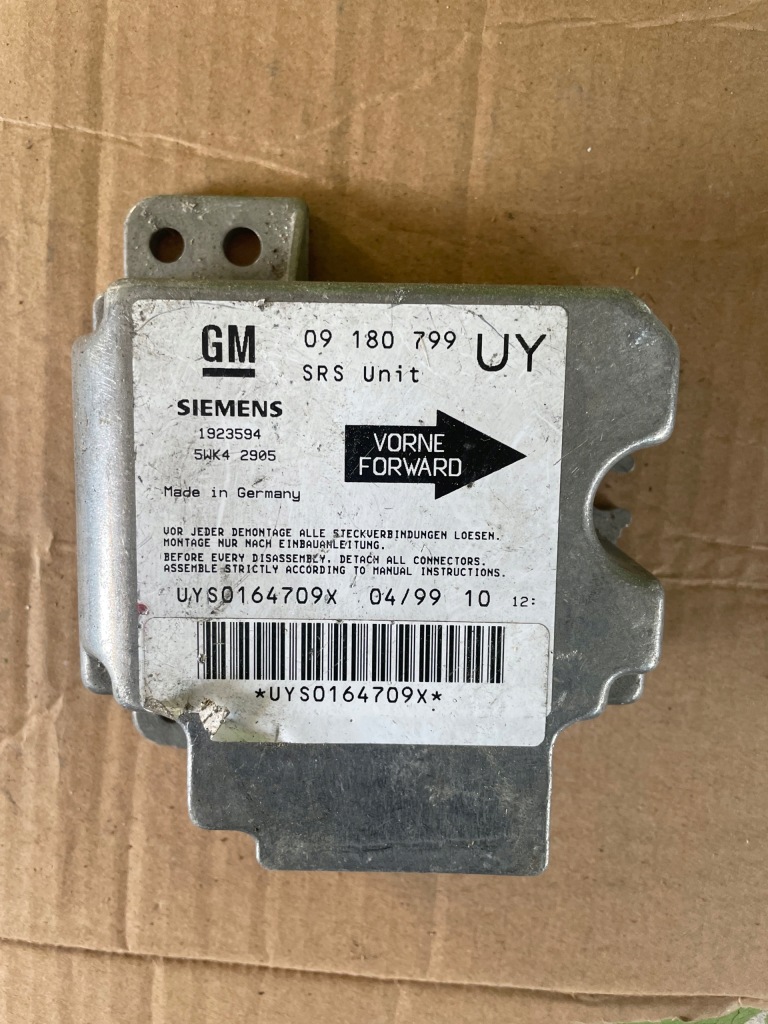 GM 09 180 799 UY
SRS Unit
SIEMENS
1923594
5WK4 2905
VORNE
FORWARD
Made in Germany
VOR JEDER DEMONTAGE ALLE STECKVERBINDUNGEN LOESEN.
MONTAGE NUR NACH EINBAUANLEITUNG.
BEFORE EVERY DISASSEMBLY, DETACH ALL CONNECTORS.
ASSEMBLE STRICTLY ACCORDING TO MANUAL INSTRUCTIONS.
UYS0164709X 04/99 10 12:
*UYS0164709X*